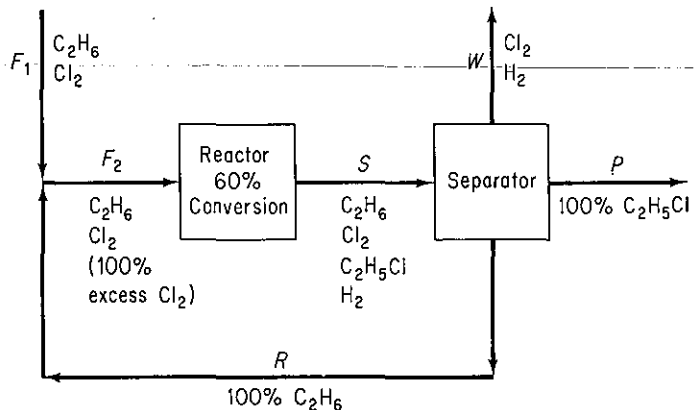 F₁
C₂H₆
Cl₂
F₂
C₂H₆
Cl₂
(100%
excess Cl₂)
Reactor
60%
Conversion
S
C₂H₆
Cl₂
C₂H₅Cl
H₂
W
Cl₂
H₂
Separator
P
100% C₂H₅Cl
R
100% C₂H₆